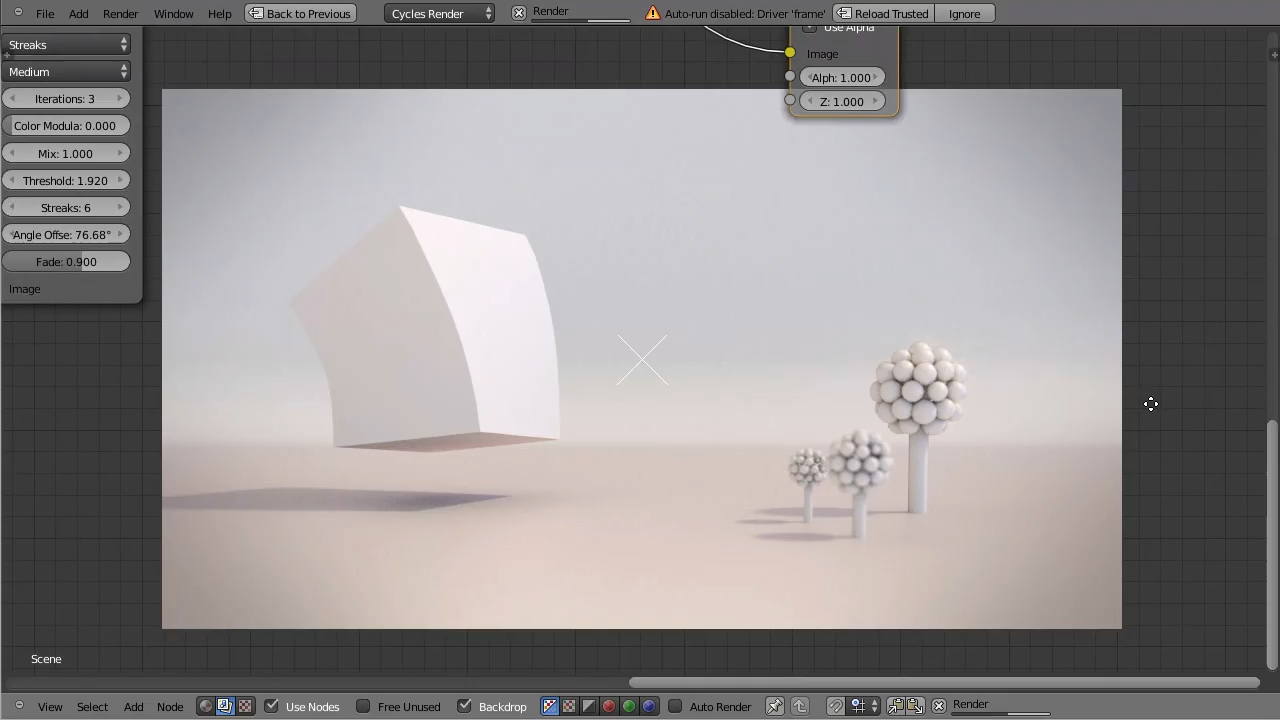 File Add Render Window Help Back to Previous Cycles Render Render Auto-run disabled: Driver 'frame' Reload Trusted Ignore
Streaks
Medium
Iterations: 3
Color Modula: 0.000
Mix: 1.000
Threshold: 1.920
Streaks: 6
Angle Offse: 76.68°
Fade: 0.900
Image
Use Alpha
Image
Alph: 1.000
Z: 1.000
Scene
View Select Add Node Use Nodes Free Unused Backdrop Auto Render Render